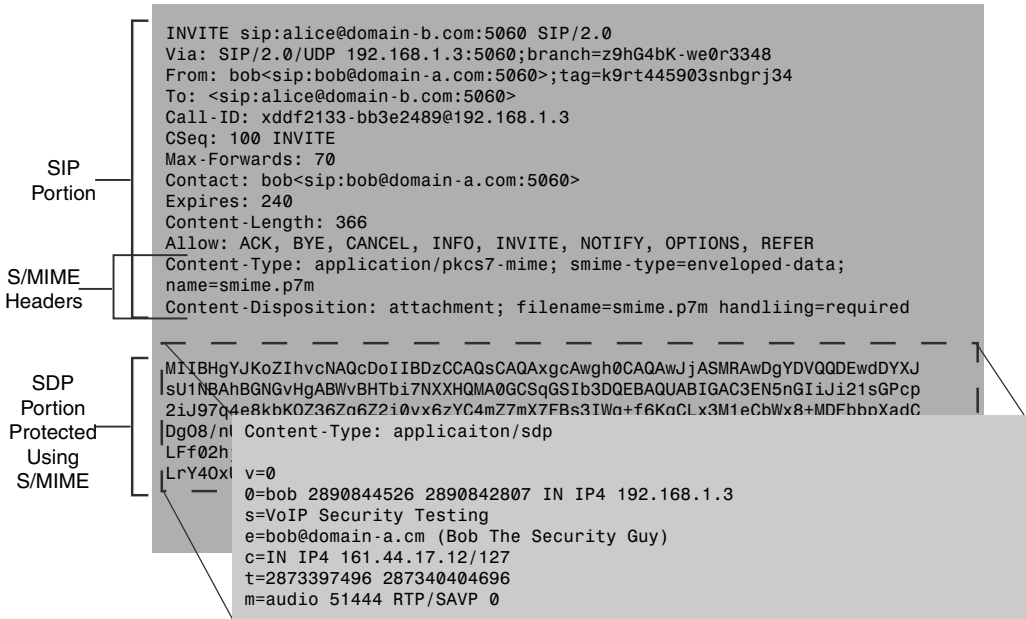 INVITE sip:alice@domain-b.com:5060 SIP/2.0
Via: SIP/2.0/UDP 192.168.1.3:5060;branch=z9hG4bK-we0r3348
From: bob<sip:bob@domain-a.com:5060>;tag=k9rt445903snbgrj34
To: <sip:alice@domain-b.com:5060>
Call-ID: xddf2133-bb3e2489@192.168.1.3
CSeq: 100 INVITE
Max-Forwards: 70
Contact: bob<sip:bob@domain-a.com:5060>
Expires: 240
Content-Length: 366
Allow: ACK, BYE, CANCEL, INFO, INVITE, NOTIFY, OPTIONS, REFER
Content-Type: application/pkcs7-mime; smime-type=enveloped-data;
name=smime.p7m
Content-Disposition: attachment; filename=smime.p7m handliing=required
SIP
Portion
S/MIME
Headers
MIIBHgYJKoZIhvcNAQcDoIIBDzCCAQsCAQAxgcAwgh0CAQAwJjASMRAwDgYDVQQDEwdDYXJ
sU1NBAhBGNGvHgABWvBHTbi7NXXHQMA0GCSqGSIb3DQEBAQUABIGAC3EN5nGIiJi21sGPcp
2iJ97q4e8kbKOZ36Zg6Z2j0yx6zYC4mZ7mX7FBs3IWg+f6KgCLx3M1eCbWx8+MDFbbpXadC
DgO8/nU
LFf02h
LrY4OxU
SDP
Portion
Protected
Using
S/MIME
Content-Type: applicaiton/sdp
v=0
0=bob 2890844526 2890842807 IN IP4 192.168.1.3
s=VoIP Security Testing
e=bob@domain-a.cm (Bob The Security Guy)
c=IN IP4 161.44.17.12/127
t=2873397496 287340404696
m=audio 51444 RTP/SAVP 0